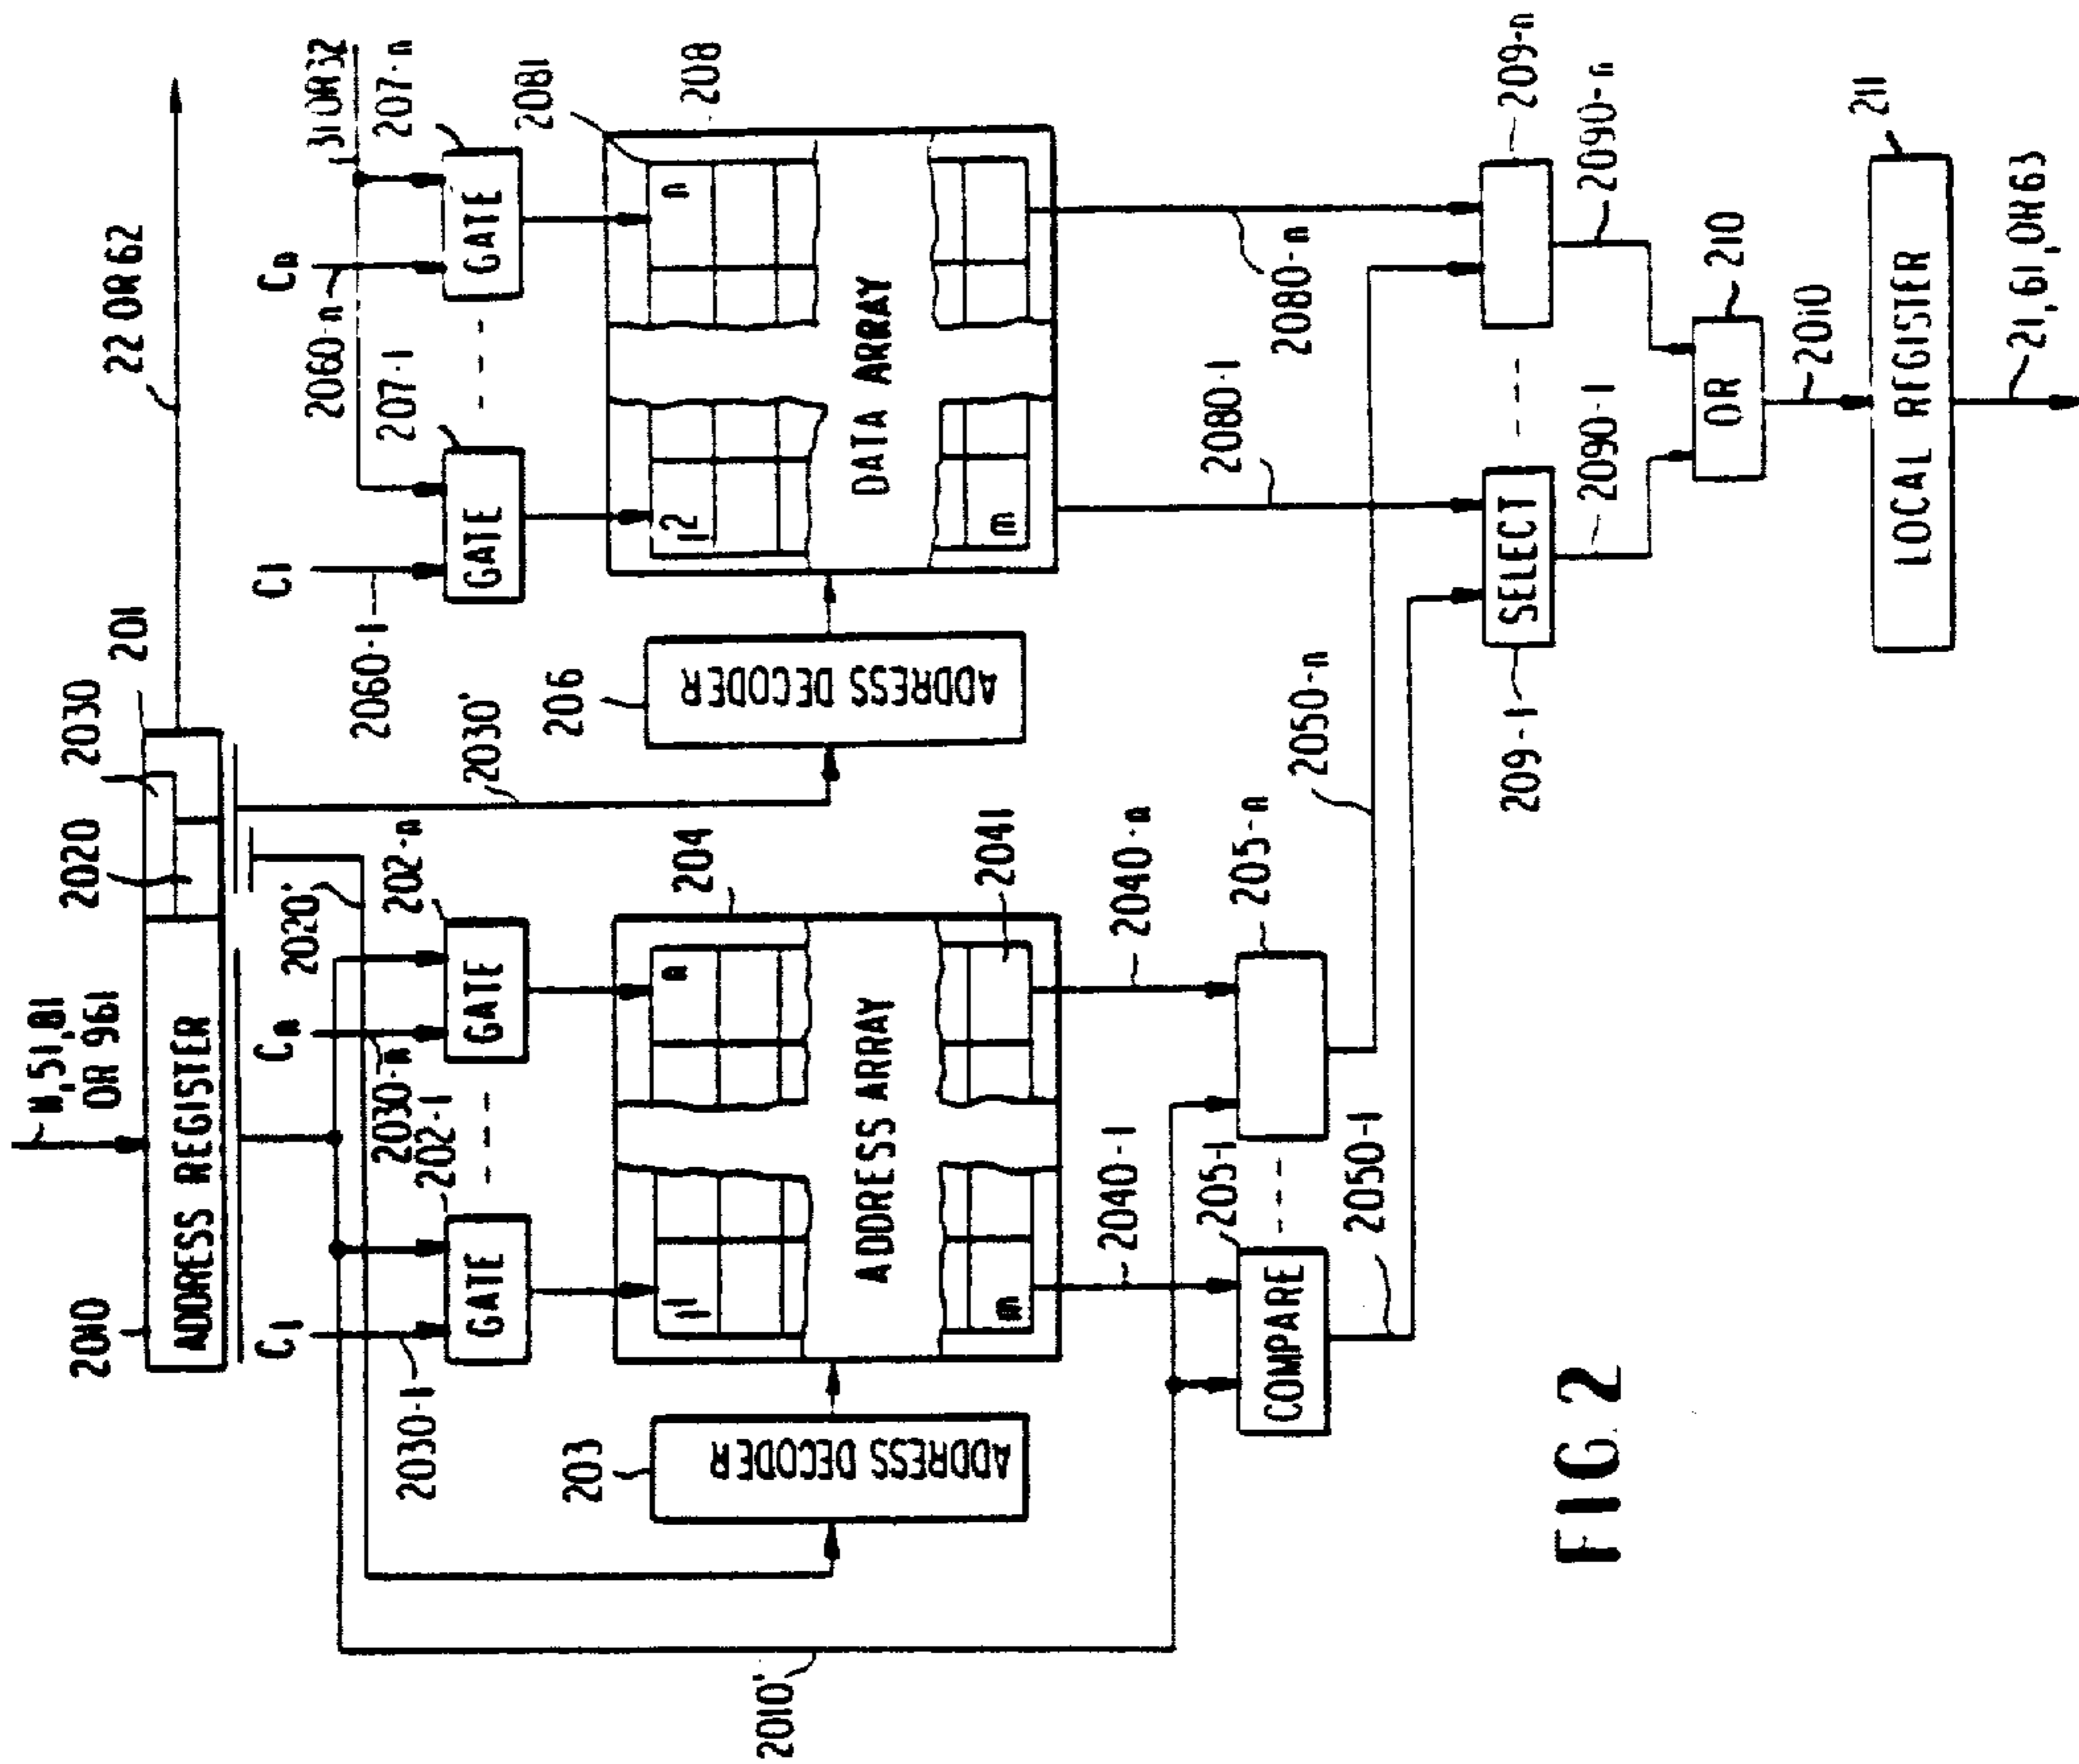 11,51,81
OR 961
2010
ADDRESS REGISTER
2020
2030
201
22 OR 62
C1
2030-1
Cn
2030-n
202-1
2020'
202-n
GATE
GATE
2030'
C1
2060-1
Cn
2060-n
207-1
31 OR 32
207-n
GATE
GATE
203
ADDRESS DECODER
204
1
n
ADDRESS ARRAY
m
2041
206
ADDRESS DECODER
2081
208
1
2
n
DATA ARRAY
m
2010'
2040-1
2040-n
205-1
COMPARE
205-n
2050-1
2050-n
2080-1
2080-n
209-1
SELECT
209-n
2090-1
2090-n
OR
210
2010
211
LOCAL REGISTER
21,61,OR 63
FIG 2